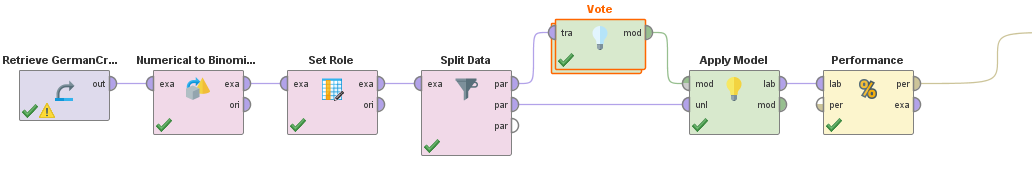 Vote
tra mod
Retrieve GermanCr...
out
Numerical to Binomi...
exa exa
ori
Set Role
exa exa
ori
Split Data
exa par
par
par
Apply Model
mod lab
unl mod
Performance
lab per
per exa
%